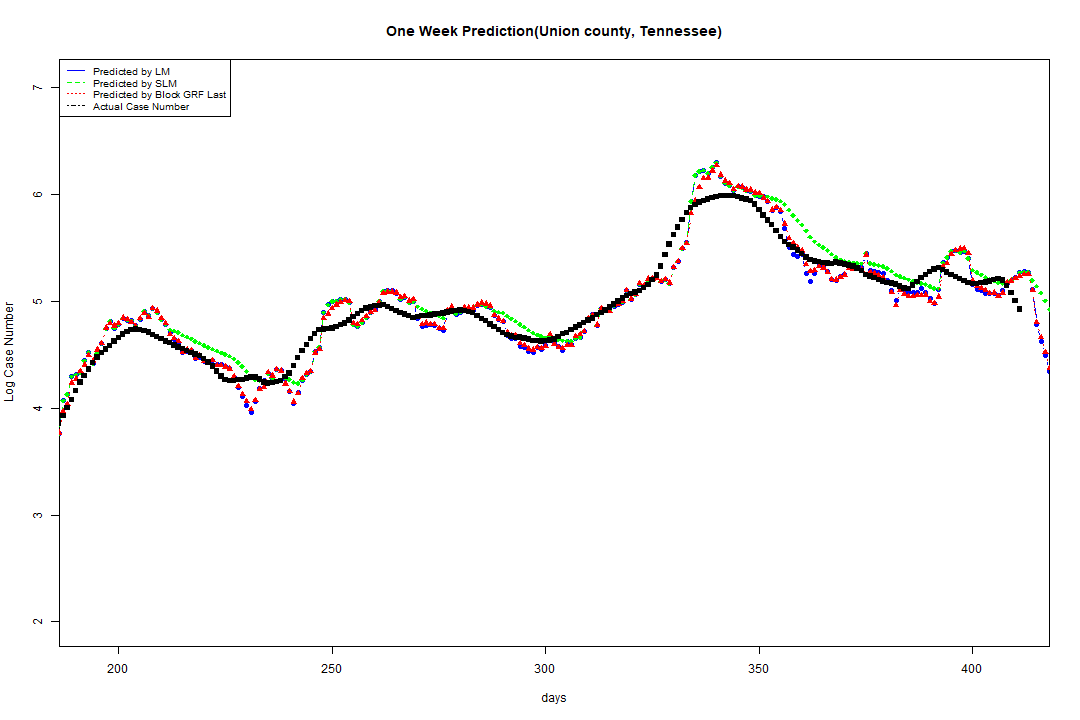 One Week Prediction(Union county, Tennessee)
Predicted by LM
Predicted by SLM
Predicted by Block GRF Last
Actual Case Number
7
6
5
4
3
2
Log Case Number
200 250 300 350 400
days